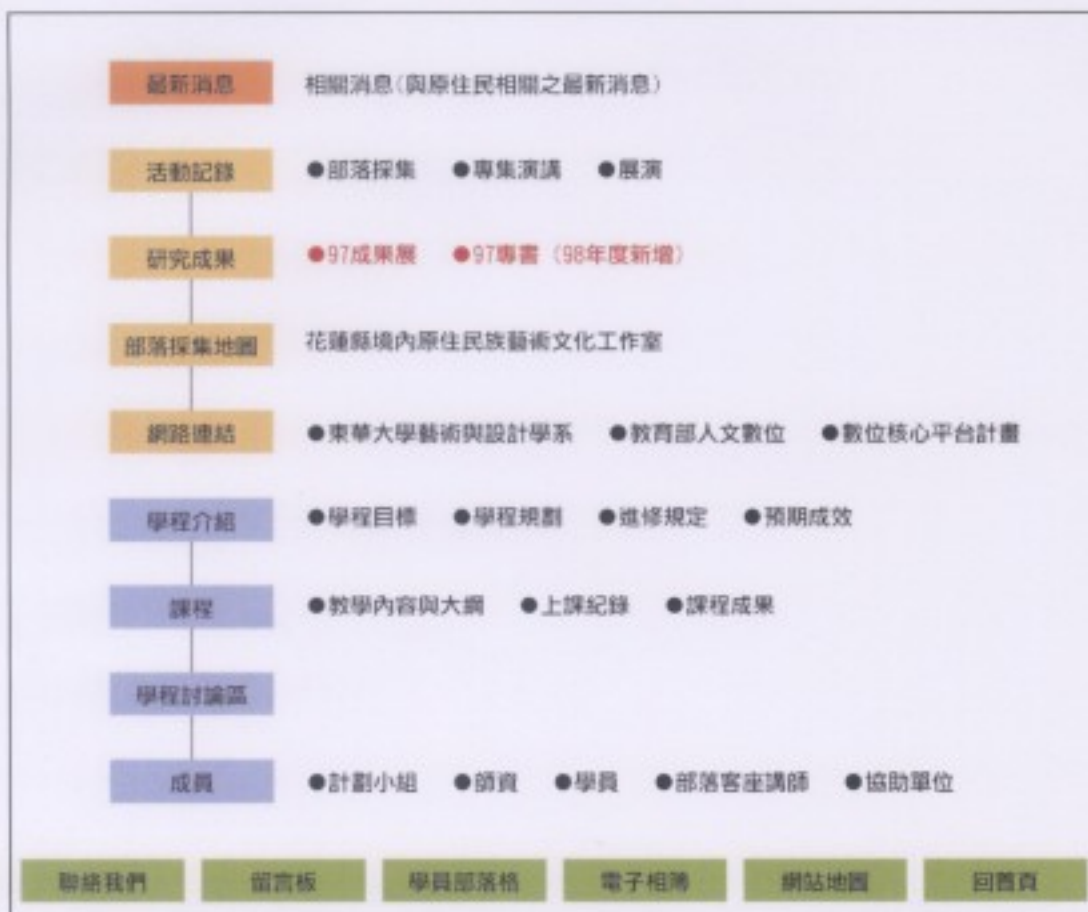 最新消息 相關消息(與原住民相關之最新消息)
活動記錄 ●部落採集 ●專集演講 ●展演
研究成果 ●97成果展 ●97專書 (98年度新增)
部落採集地圖 花蓮縣境內原住民族藝術文化工作室
網路連結 ●東華大學藝術與設計學系 ●教育部人文數位 ●數位核心平台計畫
學程介紹 ●學程目標 ●學程規劃 ●進修規定 ●預期成效
課程 ●教學內容與大綱 ●上課紀錄 ●課程成果
學程討論區
成員 ●計劃小組 ●師資 ●學員 ●部落客座講師 ●協助單位
聯絡我們 留言板 學員部落格 電子相簿 網站地圖 回首頁